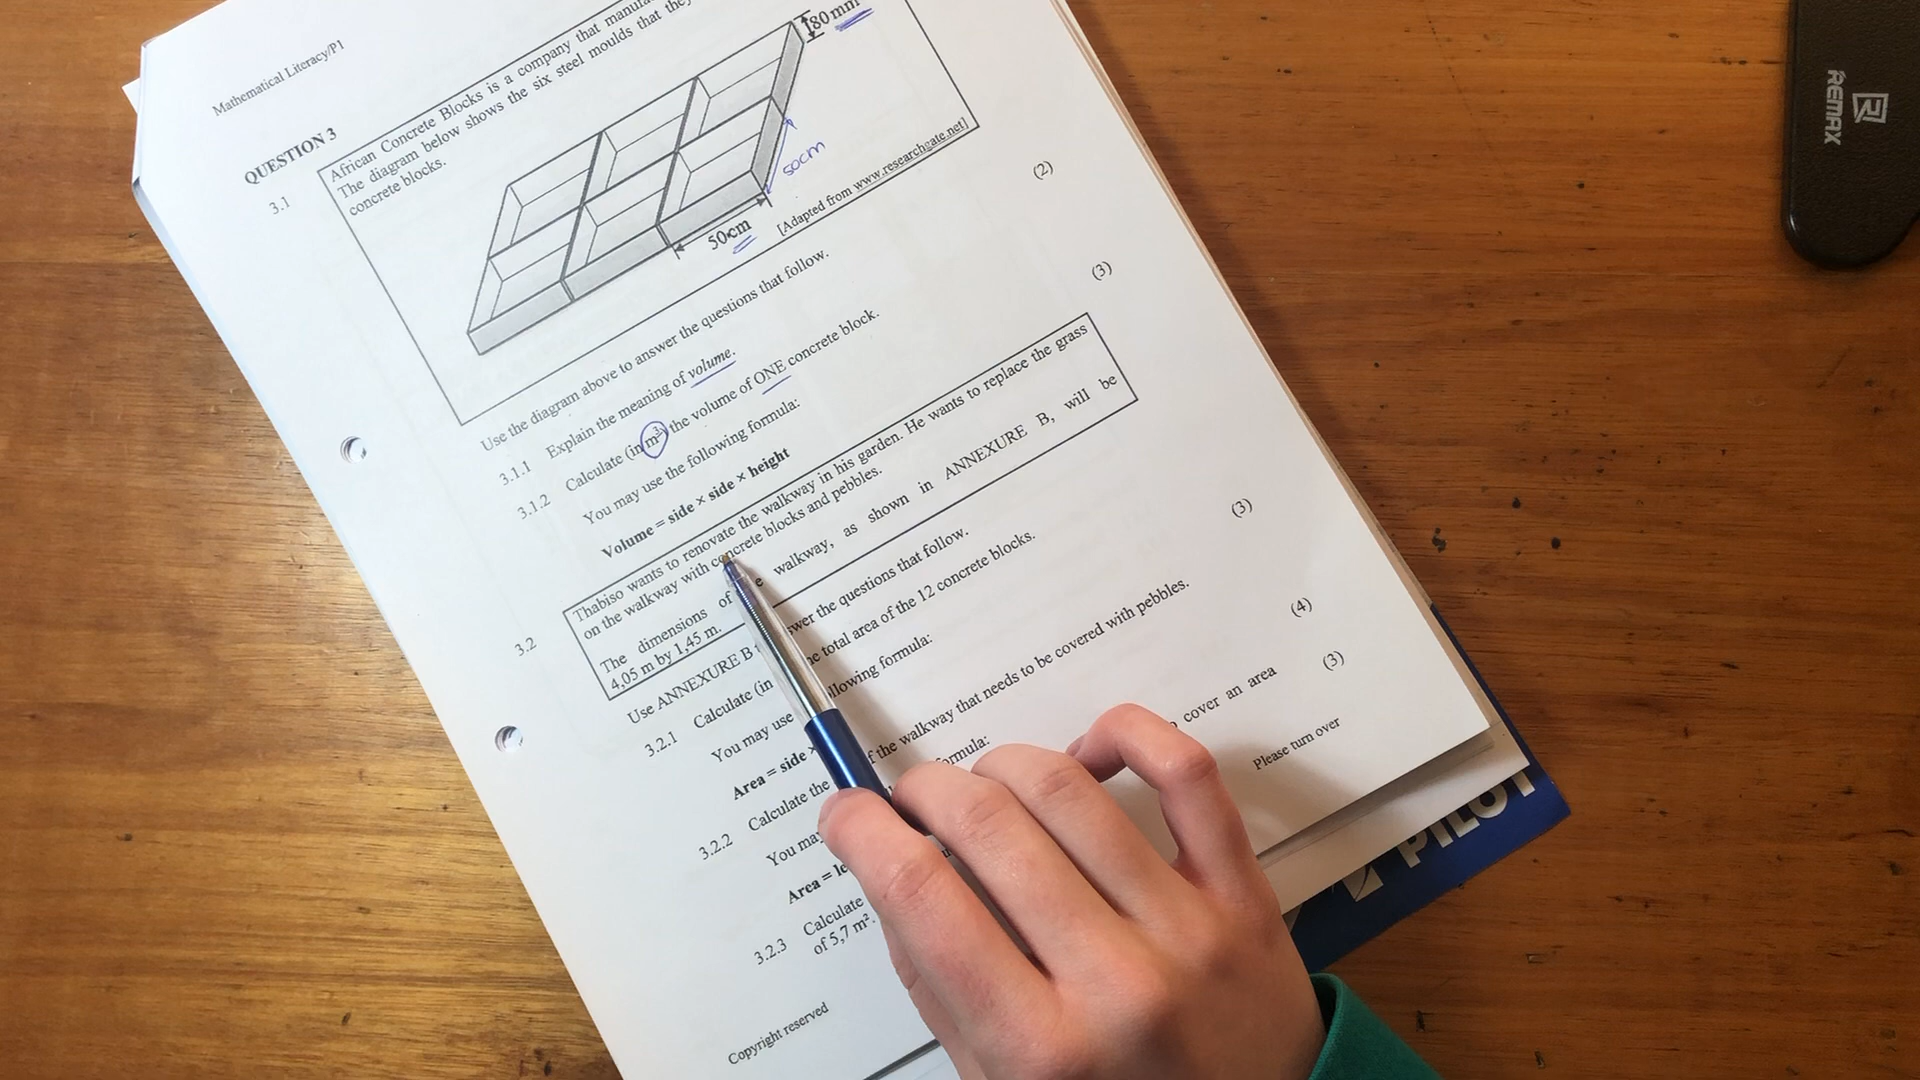 Mathematical Literacy/P1
QUESTION 3
3.1
African Concrete Blocks is a company that
The diagram below shows the six steel moulds that they
concrete blocks.
80 mm
50cm
50cm
[Adapted from www.researchgate.net]
Use the diagram above to answer the questions that follow.
3.1.1 Explain the meaning of volume. (2)
3.1.2 Calculate (in m³) the volume of ONE concrete block. (3)
You may use the following formula:
Volume = side × side × height
3.2
Thabiso wants to renovate the walkway in his garden. He wants to replace the grass
on the walkway with concrete blocks and pebbles.
The dimensions of walkway, as shown in ANNEXURE B, will be
4,05 m by 1,45 m.
Use ANNEXURE B the questions that follow.
3.2.1 Calculate (in total area of the 12 concrete blocks. (3)
You may use formula:
Area = side ×
3.2.2 Calculate the of the walkway that needs to be covered with pebbles. (4)
You formula:
Area =
3.2.3 Calculate cover an area (3)
of 5,7 m².
Copyright reserved
Please turn over
REMAX
PILOT